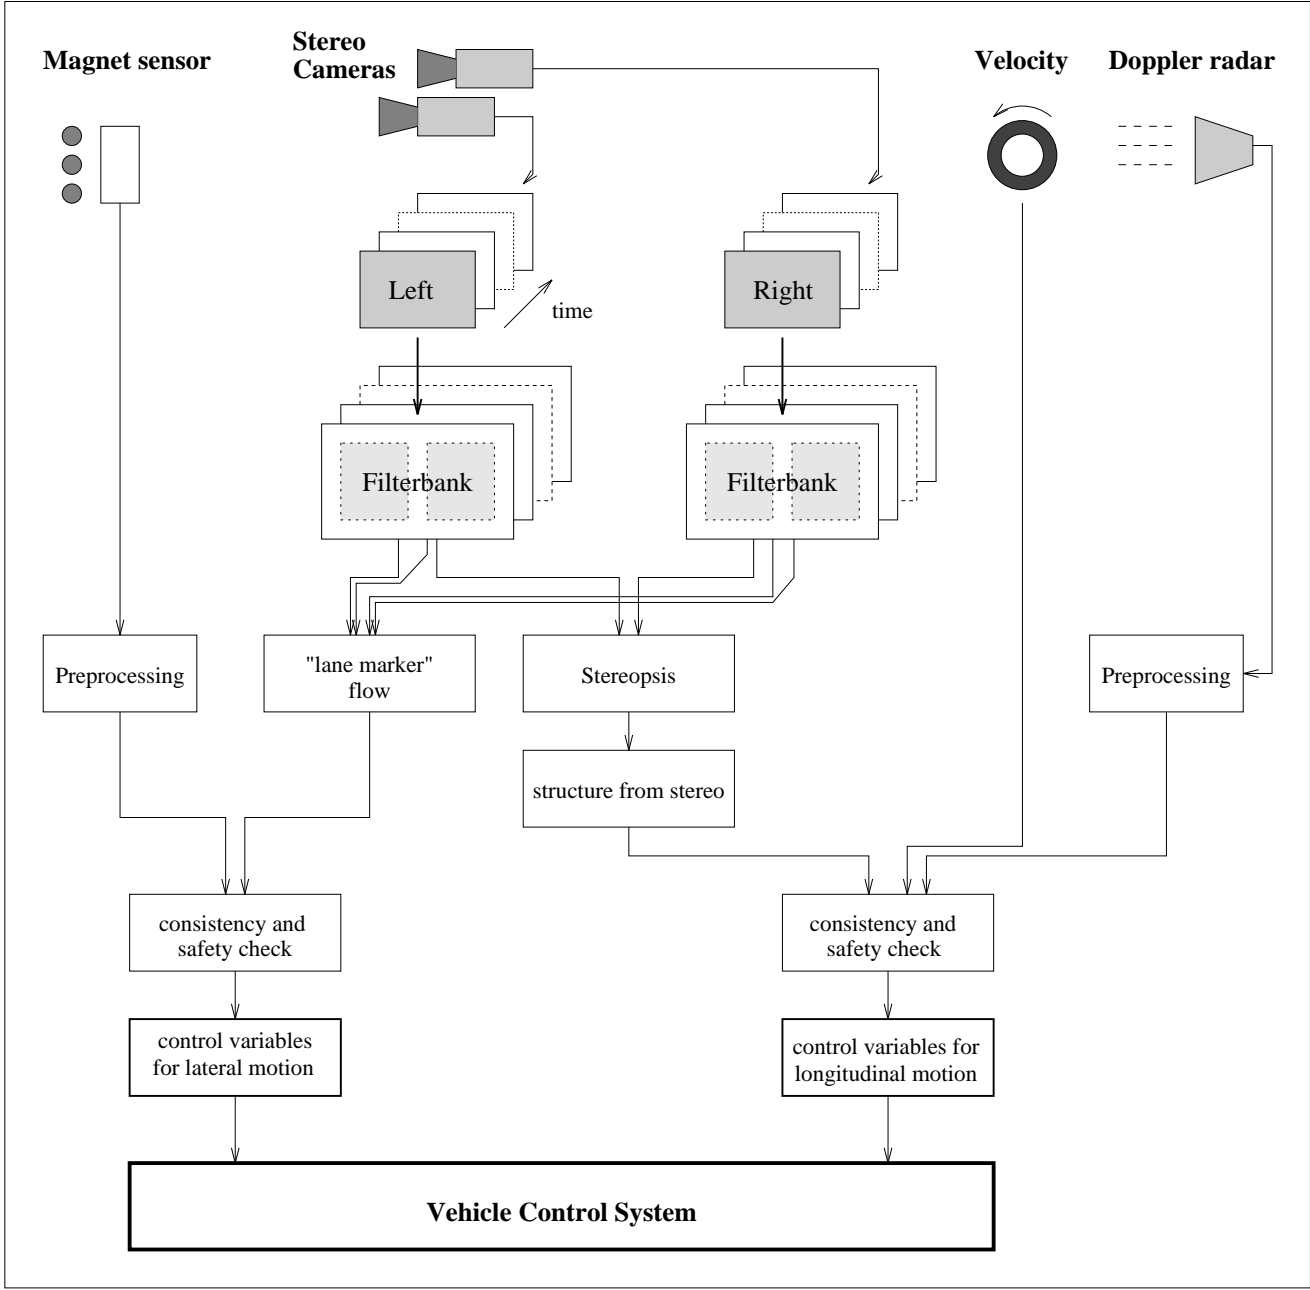 Magnet sensor
Stereo
Cameras
Velocity
Doppler radar
Left
Right
time
Filterbank
Filterbank
Preprocessing
"lane marker"
flow
Stereopsis
Preprocessing
structure from stereo
consistency and
safety check
consistency and
safety check
control variables
for lateral motion
control variables for
longitudinal motion
Vehicle Control System